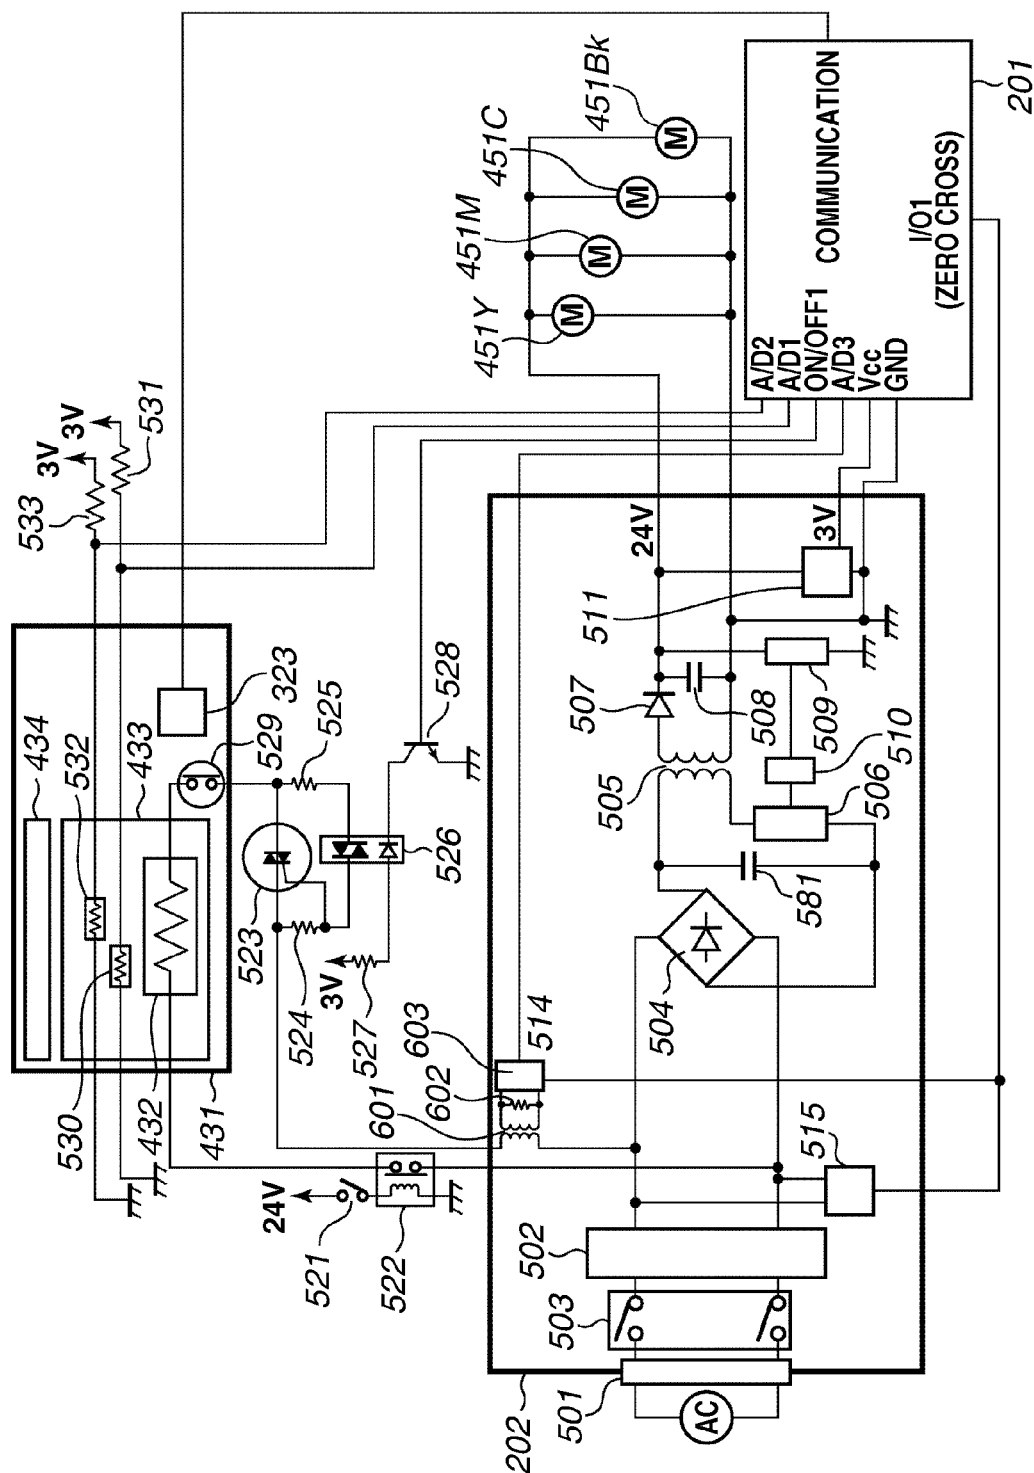 451Bk
451C
451M
451Y
201
COMMUNICATION
I/O1
(ZERO CROSS)
A/D2
A/D1
ON/OFF1
A/D3
Vcc
GND
3V
3V
531
533
434
532
433
323
529
525
528
526
523
524
3V
527
530
432
431
24V
521
522
601
602
603
514
24V
3V
511
507
508
509
510
505
506
581
504
515
502
503
501
202
AC
M
M
M
M